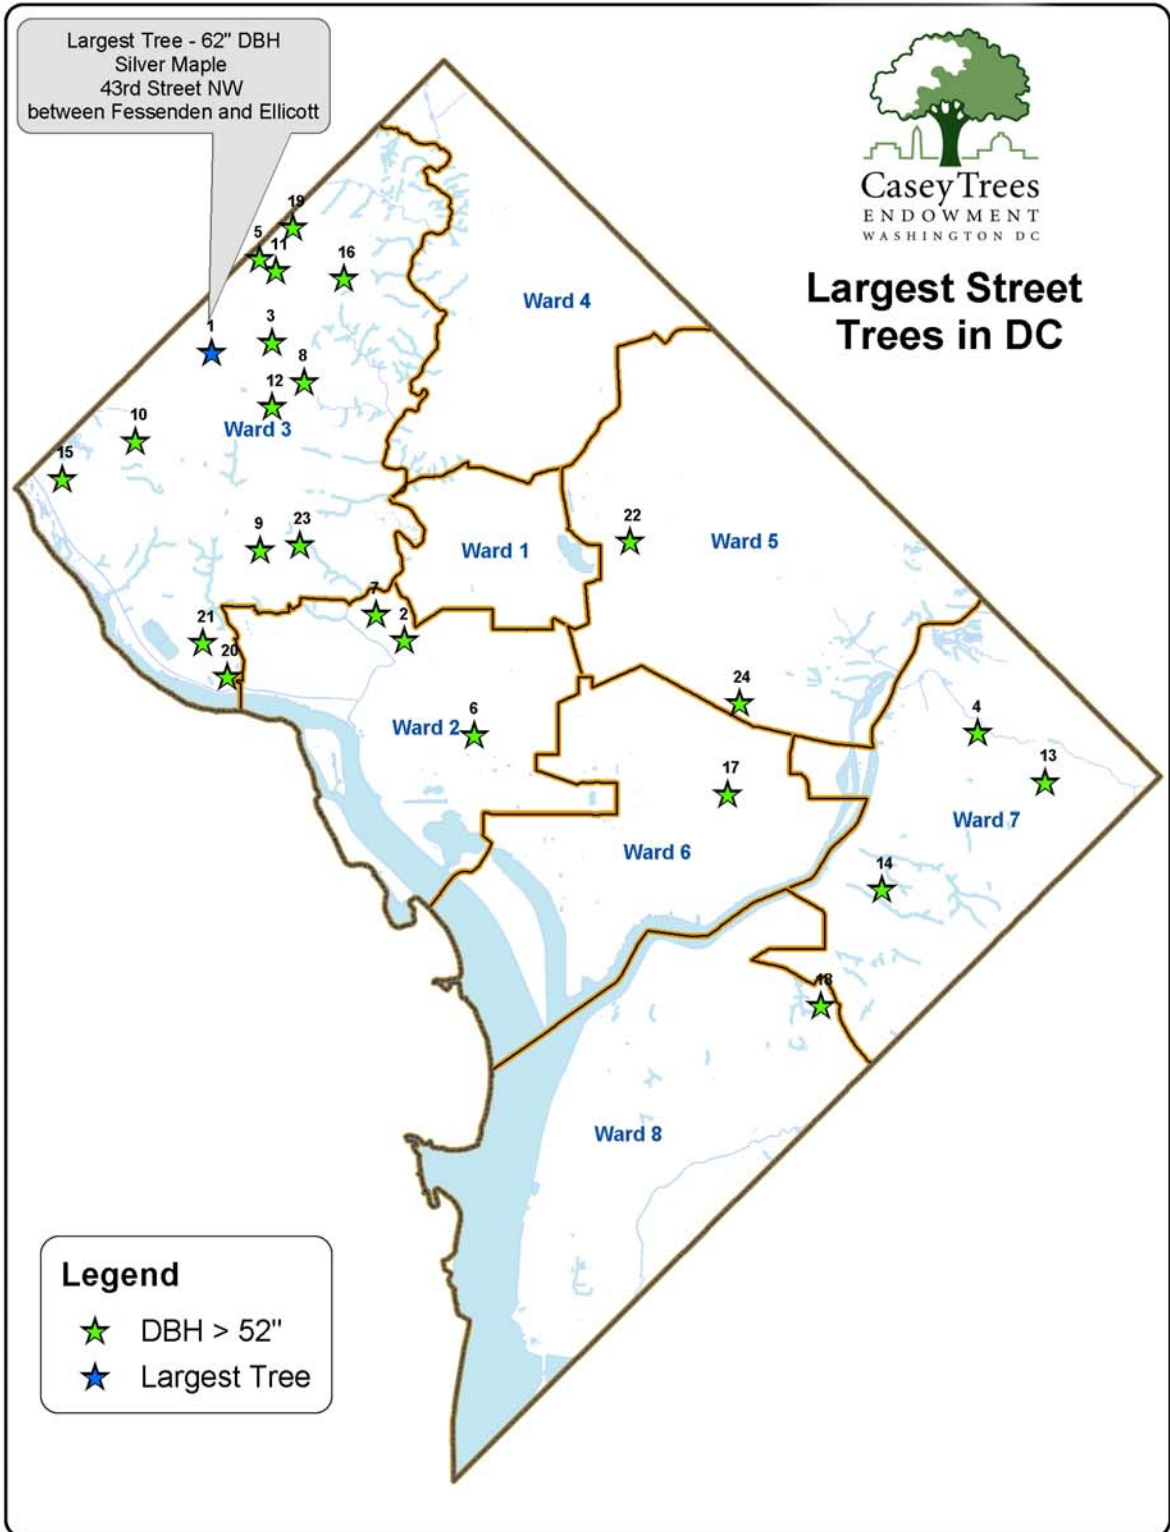 Largest Tree - 62" DBH
Silver Maple
43rd Street NW
between Fessenden and Ellicott
Casey Trees
ENDOWMENT
WASHINGTON DC
Largest Street
Trees in DC
19
5
11
16
Ward 4
1
3
8
12
10
Ward 3
15
22
9
23
Ward 1
Ward 5
7
2
21
20
24
6
4
Ward 2
13
17
Ward 7
Ward 6
14
18
Ward 8
Legend
DBH > 52"
Largest Tree